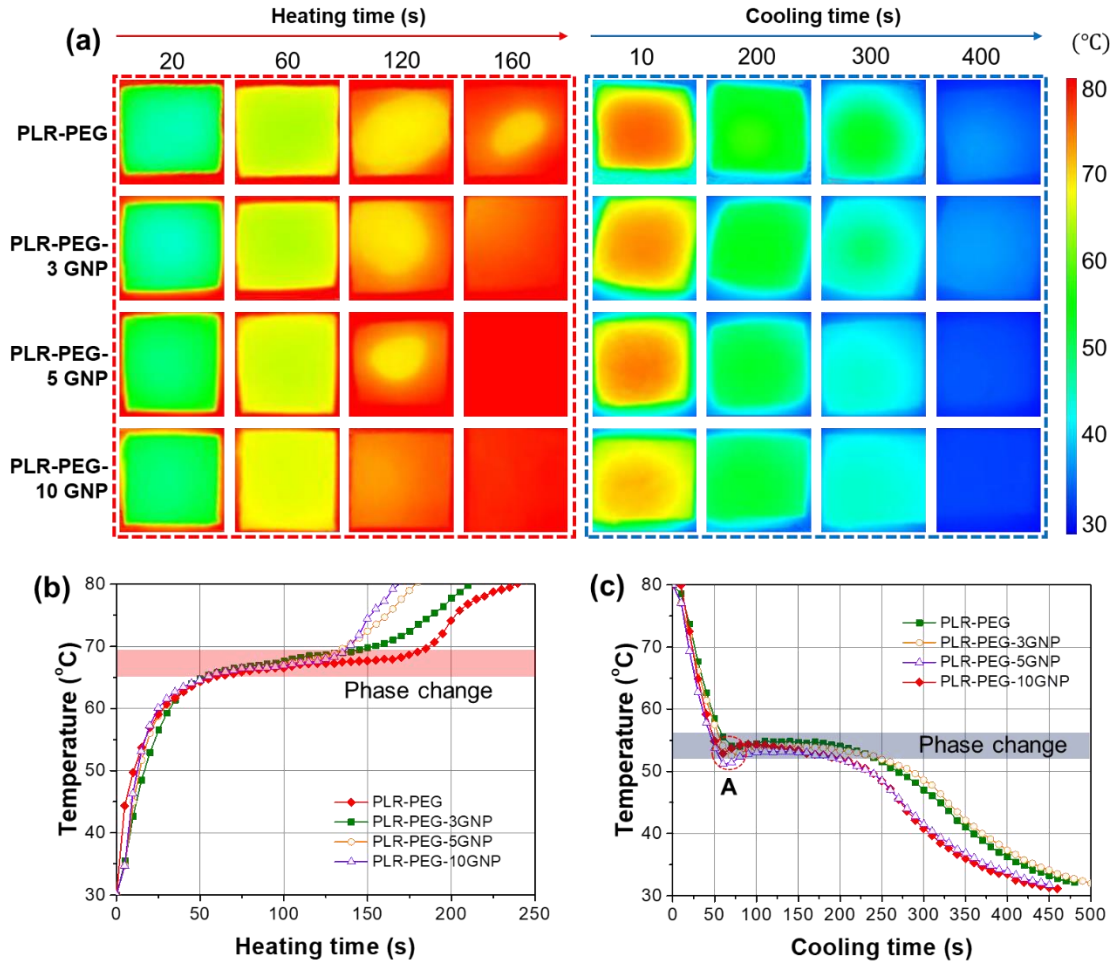 Heating time (s)
Cooling time (s)
(a)
(℃)
20 60 120 160
10 200 300 400
PLR-PEG
PLR-PEG-
3 GNP
PLR-PEG-
5 GNP
PLR-PEG-
10 GNP
80
70
60
50
40
30
(b)
80
70
60
50
40
30
Temperature (°C)
Phase change
PLR-PEG
PLR-PEG-3GNP
PLR-PEG-5GNP
PLR-PEG-10GNP
0 50 100 150 200 250
Heating time (s)
(c)
80
70
60
50
40
30
Temperature (°C)
PLR-PEG
PLR-PEG-3GNP
PLR-PEG-5GNP
PLR-PEG-10GNP
Phase change
A
0 50 100 150 200 250 300 350 400 450 500
Cooling time (s)